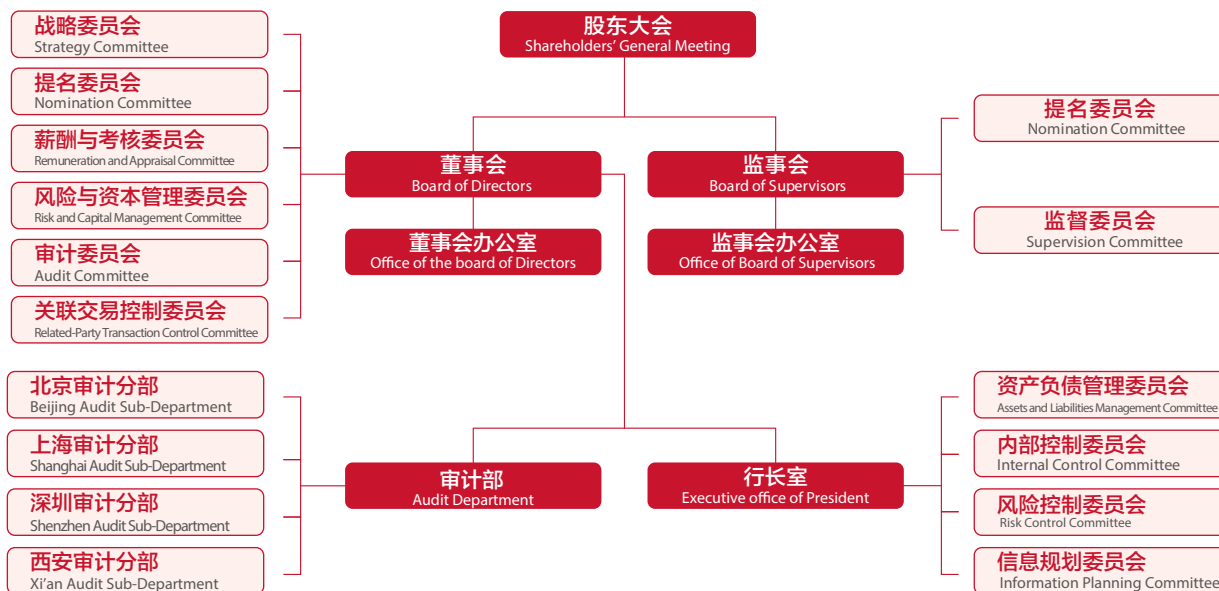 股东大会
Shareholders' General Meeting
战略委员会
Strategy Committee
提名委员会
Nomination Committee
薪酬与考核委员会
Remuneration and Appraisal Committee
风险与资本管理委员会
Risk and Capital Management Committee
审计委员会
Audit Committee
关联交易控制委员会
Related-Party Transaction Control Committee
董事会
Board of Directors
董事会办公室
Office of the board of Directors
监事会
Board of Supervisors
监事会办公室
Office of Board of Supervisors
提名委员会
Nomination Committee
监督委员会
Supervision Committee
北京审计分部
Beijing Audit Sub-Department
上海审计分部
Shanghai Audit Sub-Department
深圳审计分部
Shenzhen Audit Sub-Department
西安审计分部
Xi'an Audit Sub-Department
审计部
Audit Department
行长室
Executive office of President
资产负债管理委员会
Assets and Liabilities Management Committee
内部控制委员会
Internal Control Committee
风险控制委员会
Risk Control Committee
信息规划委员会
Information Planning Committee